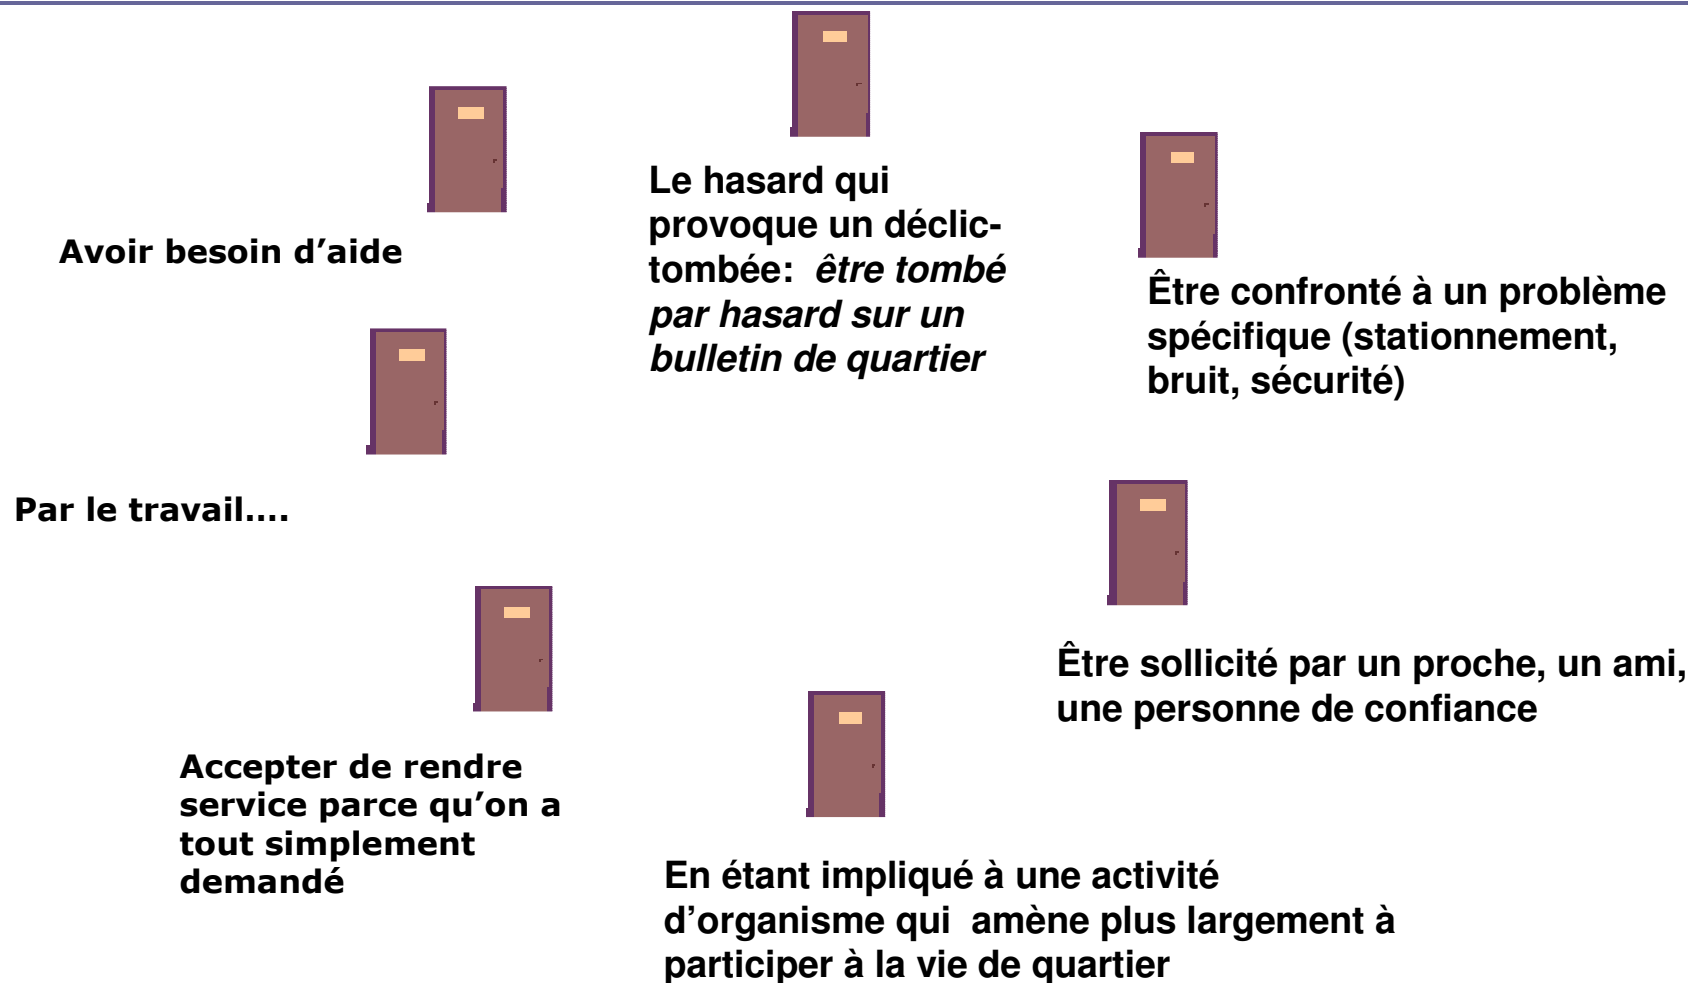 Avoir besoin d’aide
Le hasard qui
provoque un déclic-
tombée:  être tombé
par hasard sur un
bulletin de quartier
Être confronté à un problème
spécifique (stationnement,
bruit, sécurité)
Par le travail….
Être sollicité par un proche, un ami,
une personne de confiance
Accepter de rendre
service parce qu’on a
tout simplement
demandé
En étant impliqué à une activité
d’organisme qui  amène plus largement à
participer à la vie de quartier